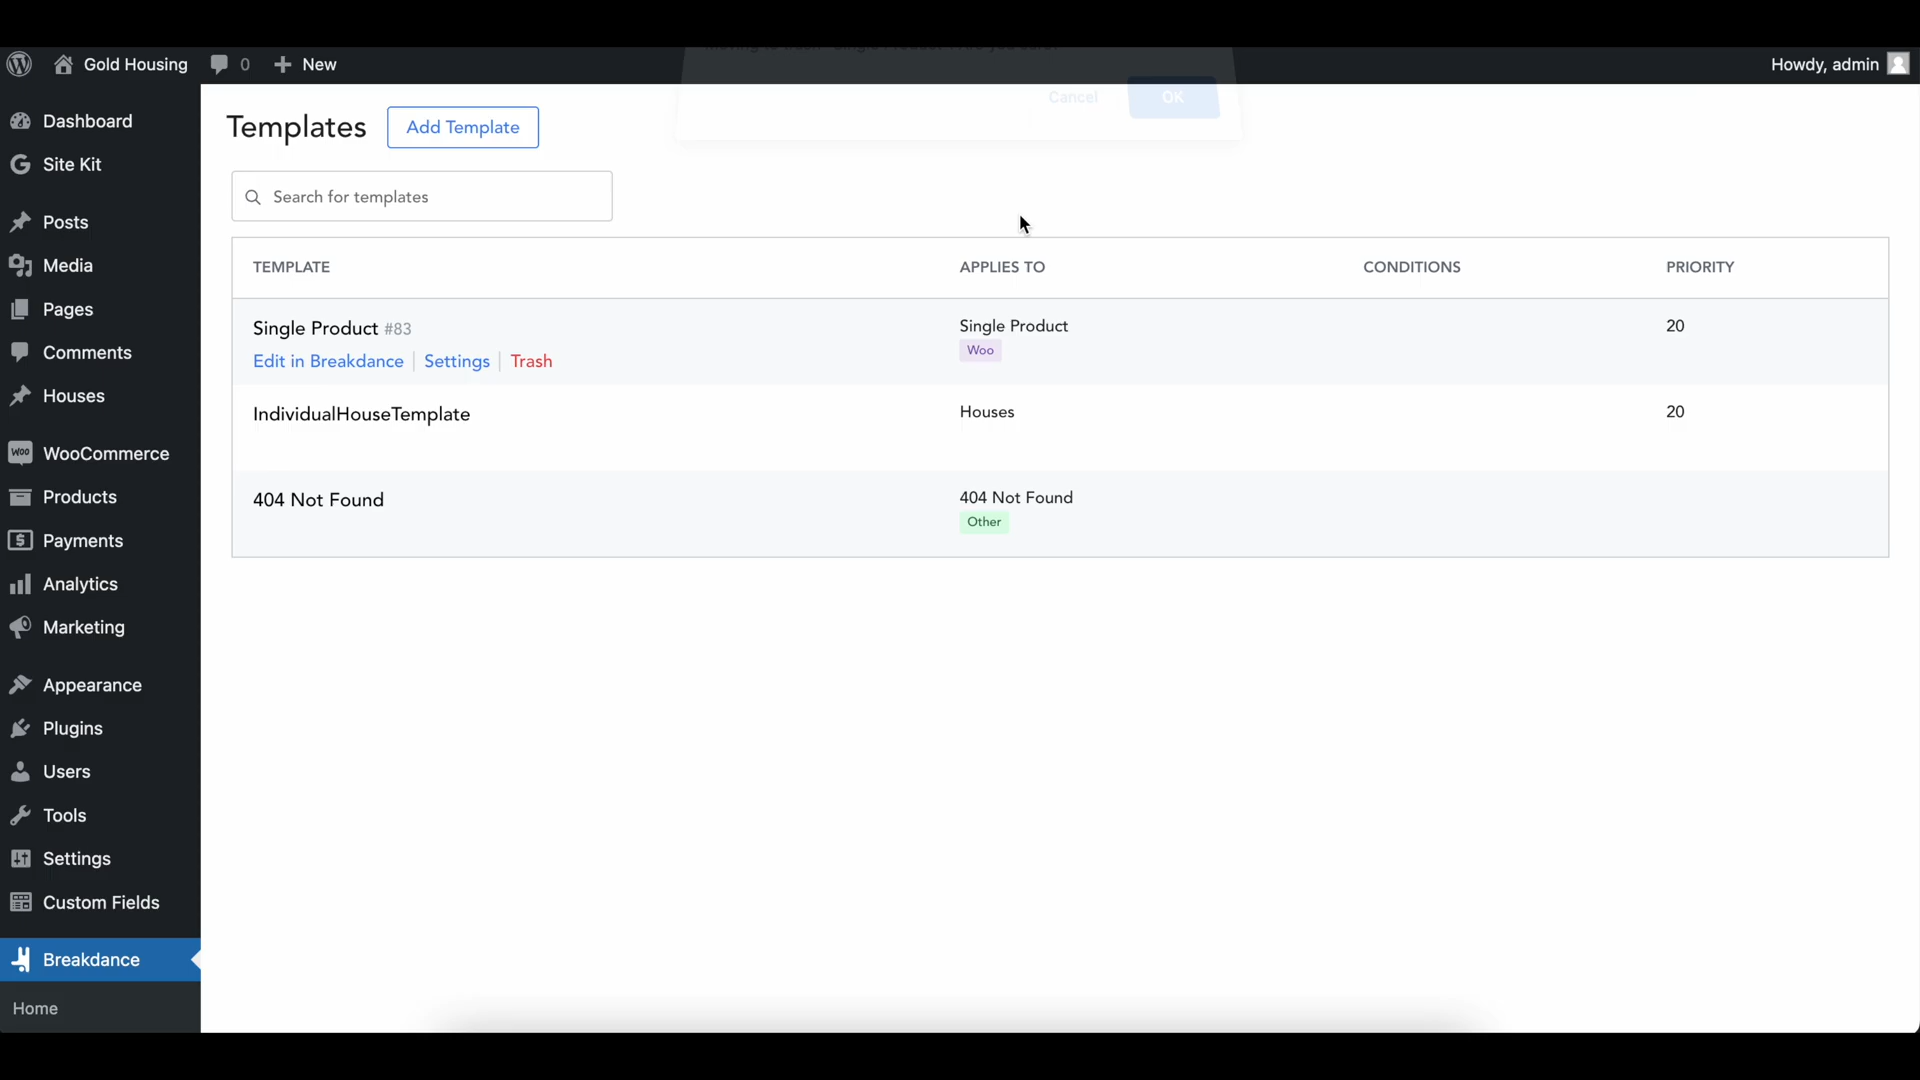 Gold Housing
0
New
Howdy, admin
Cancel
OK
Dashboard
Site Kit
Posts
Media
Pages
Comments
Houses
WooCommerce
Products
Payments
Analytics
Marketing
Appearance
Plugins
Users
Tools
Settings
Custom Fields
Breakdance
Home
Templates
Add Template
Search for templates
TEMPLATE APPLIES TO CONDITIONS PRIORITY
Single Product #83 Single Product 20
Woo
Edit in Breakdance Settings Trash
IndividualHouseTemplate Houses 20
404 Not Found 404 Not Found
Other